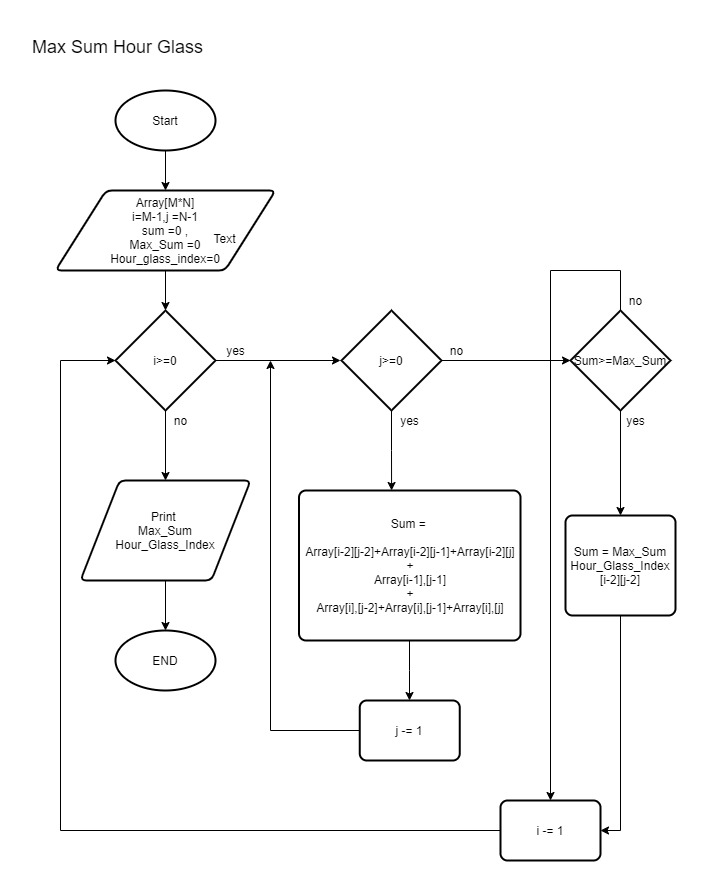 Max Sum Hour Glass
Start
Array[M*N]
i=M-1,j =N-1
sum =0 ,
Max_Sum =0
Hour_glass_index=0
Text
i>=0
yes
no
j>=0
no
yes
Sum>=Max_Sum
no
yes
Print
Max_Sum
Hour_Glass_Index
END
Sum =
Array[i-2][j-2]+Array[i-2][j-1]+Array[i-2][j]
+
Array[i-1],[j-1]
+
Array[i],[j-2]+Array[i],[j-1]+Array[i],[j]
j -= 1
Sum = Max_Sum
Hour_Glass_Index
[i-2][j-2]
i -= 1